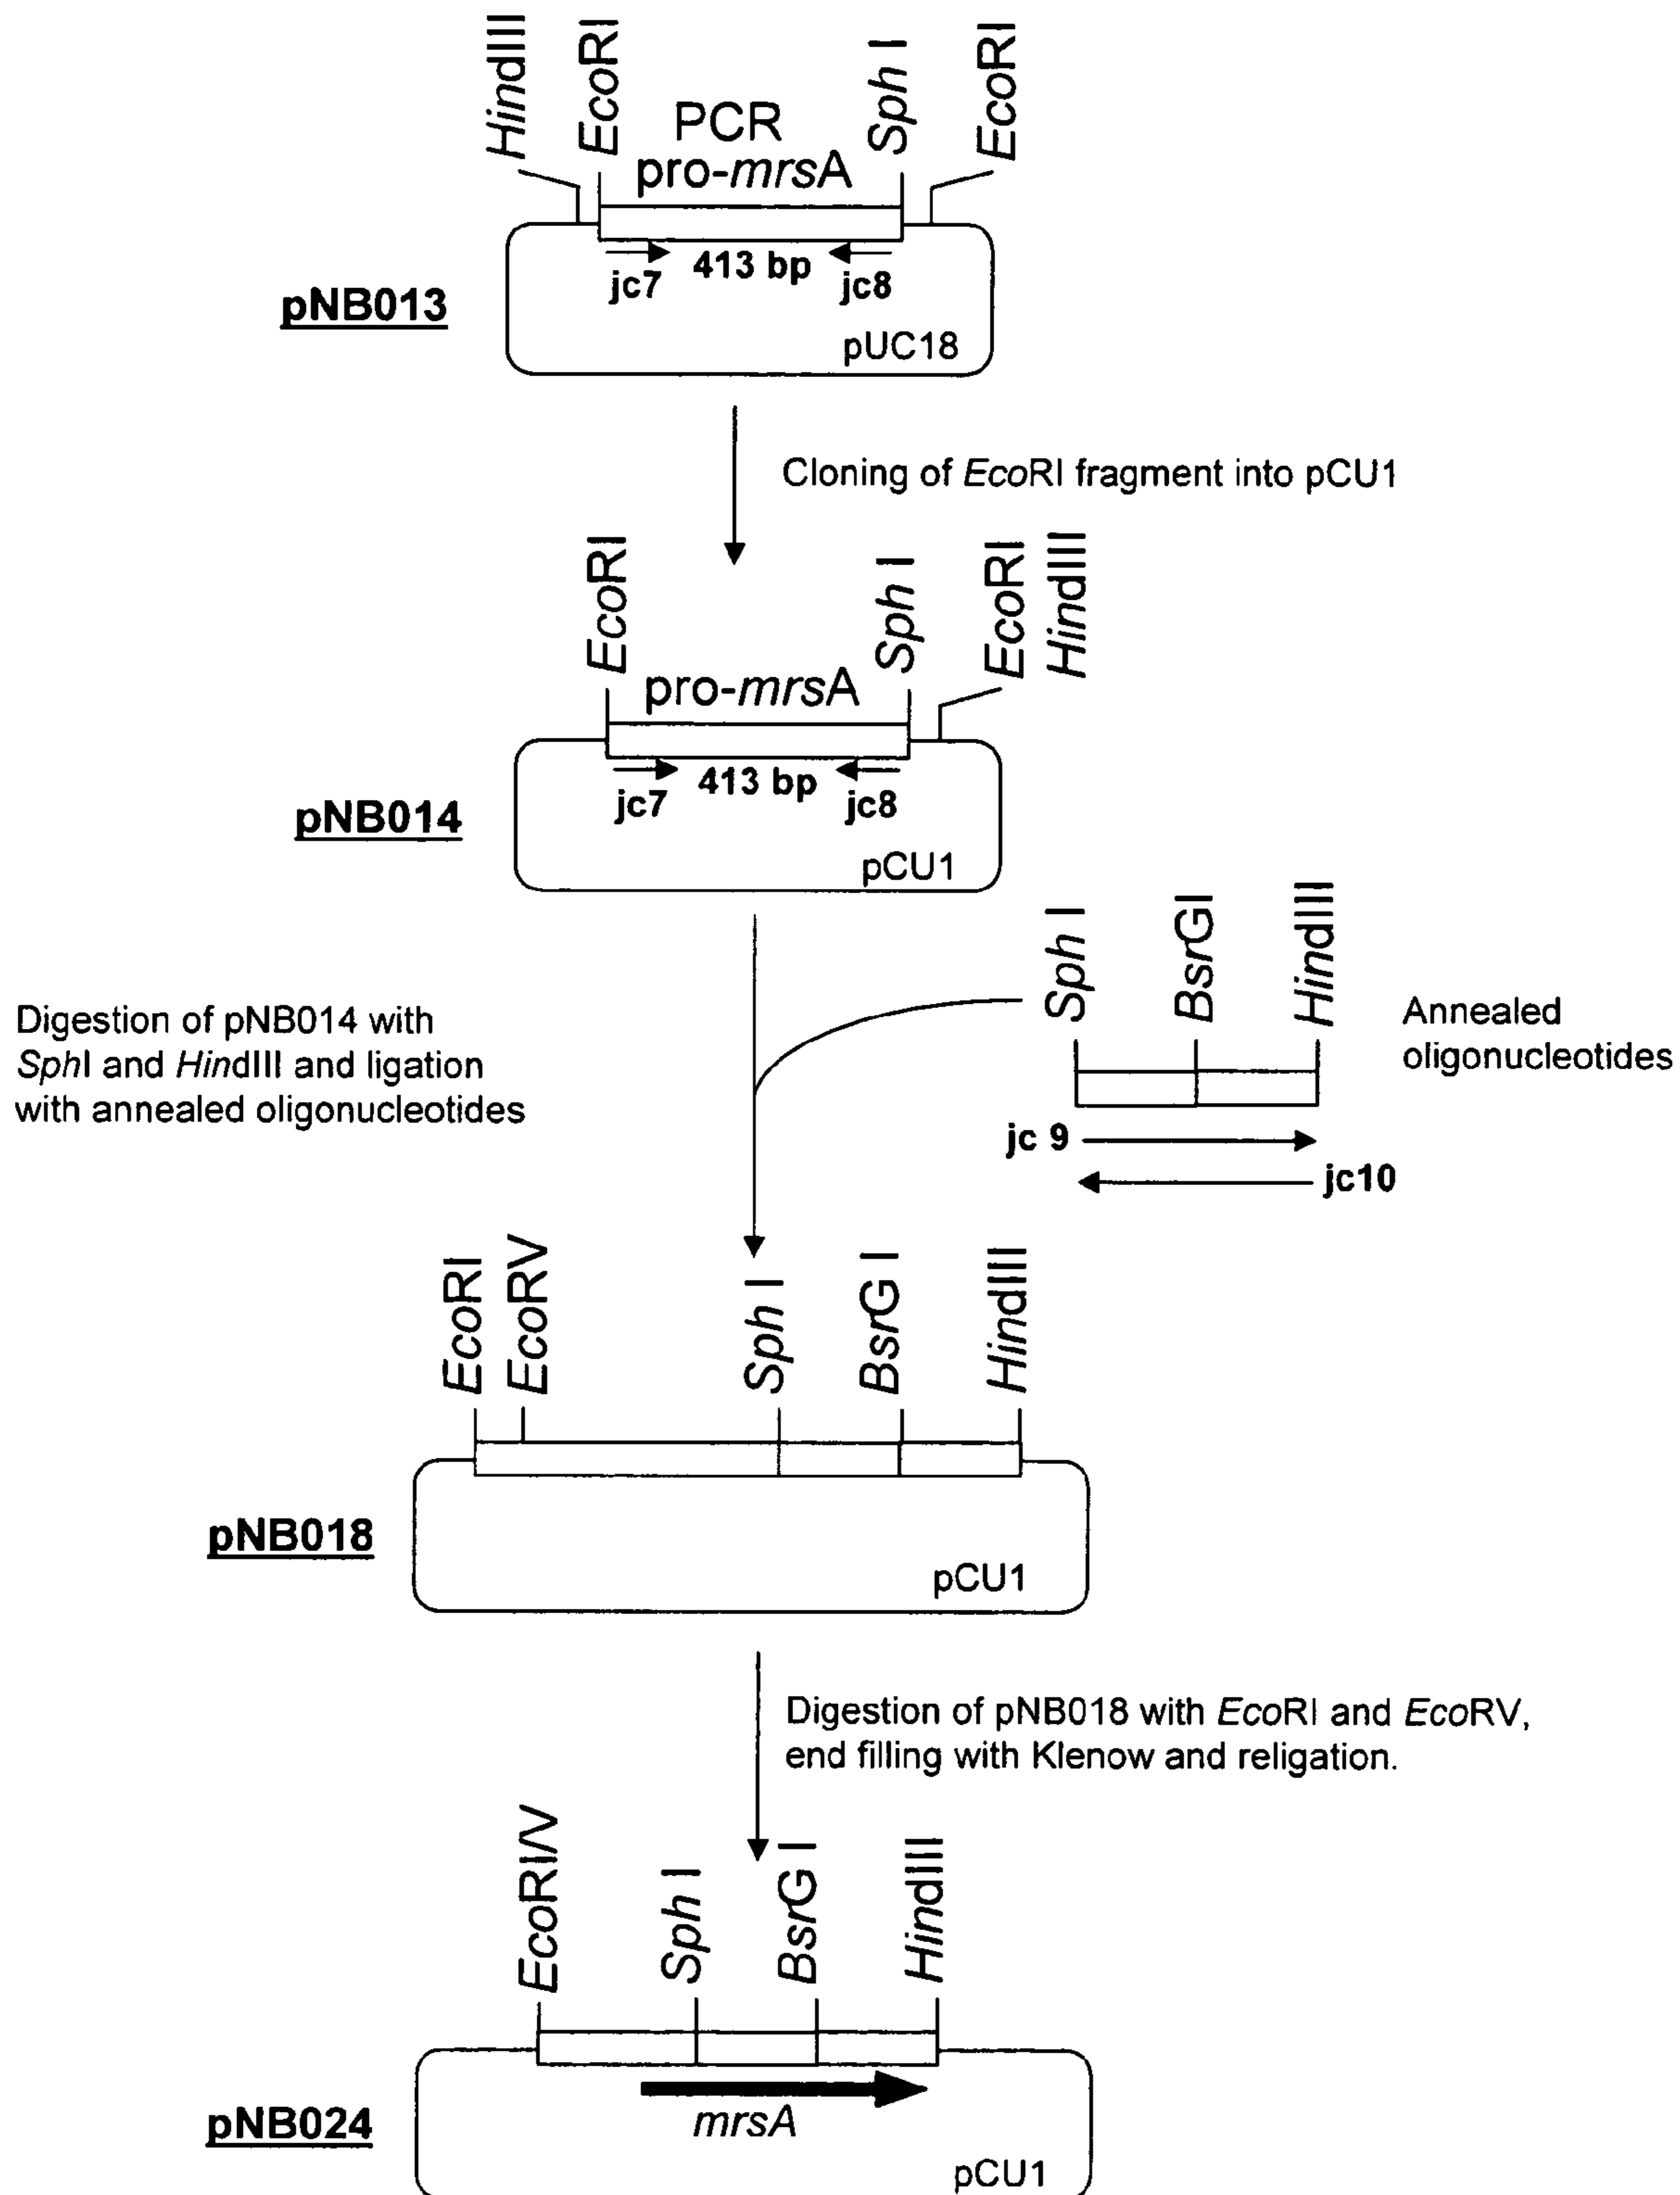 HindIII EcoRI Sph I EcoRI
PCR
pro-mrsA
jc7 413 bp jc8
pNB013
pUC18
Cloning of EcoRI fragment into pCU1
EcoRI Sph I EcoRI HindIII
pro-mrsA
jc7 413 bp jc8
pNB014
pCU1
Sph I BsrGI HindIII
Digestion of pNB014 with
SphI and HindIII and ligation
with annealed oligonucleotides
Annealed
oligonucleotides
jc 9
jc10
EcoRI EcoRV Sph I BsrG I HindIII
pNB018
pCU1
Digestion of pNB018 with EcoRI and EcoRV,
end filling with Klenow and religation.
EcoRI/V Sph I BsrG I HindIII
mrsA
pNB024
pCU1